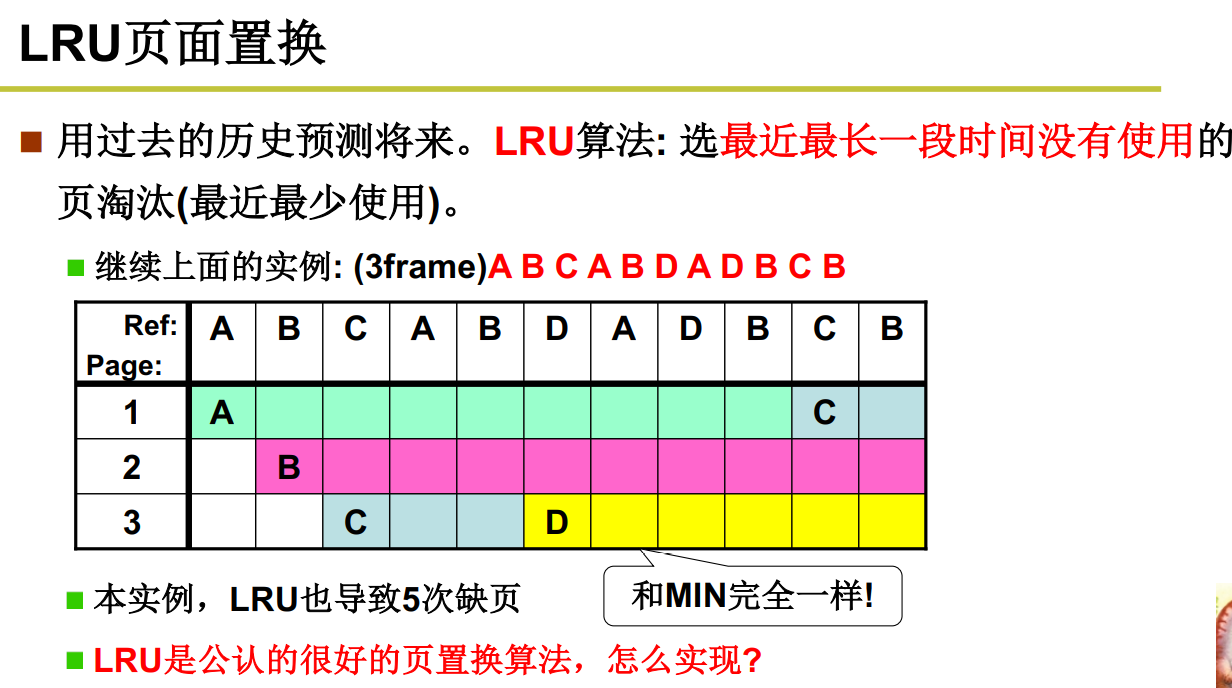 LRU页面置换
用过去的历史预测将来。LRU算法: 选最近最长一段时间没有使用的
页淘汰(最近最少使用)。
继续上面的实例: (3frame)A B C A B D A D B C B
Ref: A B C A B D A D B C B
Page:
1 A C
2 B
3 C D
和MIN完全一样!
本实例，LRU也导致5次缺页
LRU是公认的很好的页置换算法，怎么实现?